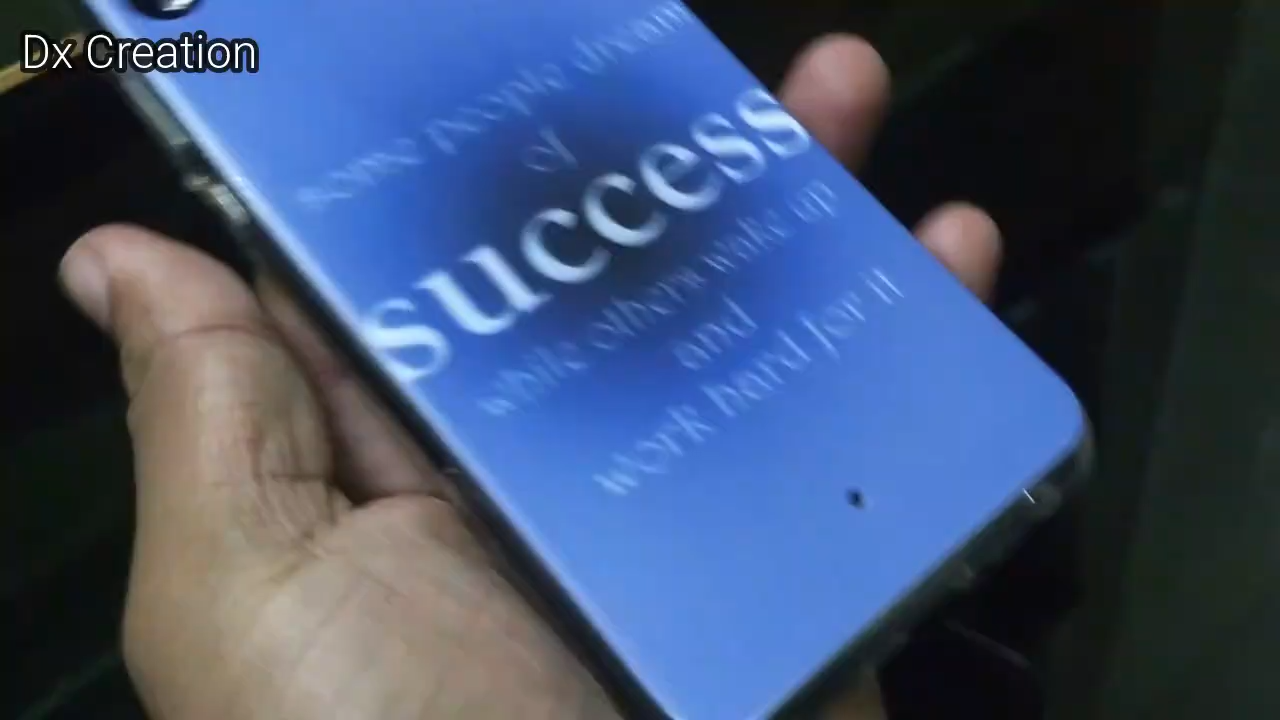 Dx Creation
some people dream
of
success
while others wake up
and
work hard for it